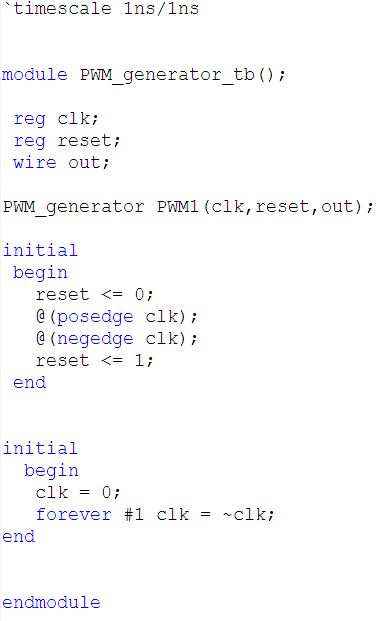 `timescale 1ns/1ns
module PWM_generator_tb();
reg clk;
reg reset;
wire out;
PWM_generator PWM1(clk,reset,out);
initial
begin
reset <= 0;
@(posedge clk);
@(negedge clk);
reset <= 1;
end
initial
begin
clk = 0;
forever #1 clk = ~clk;
end
endmodule